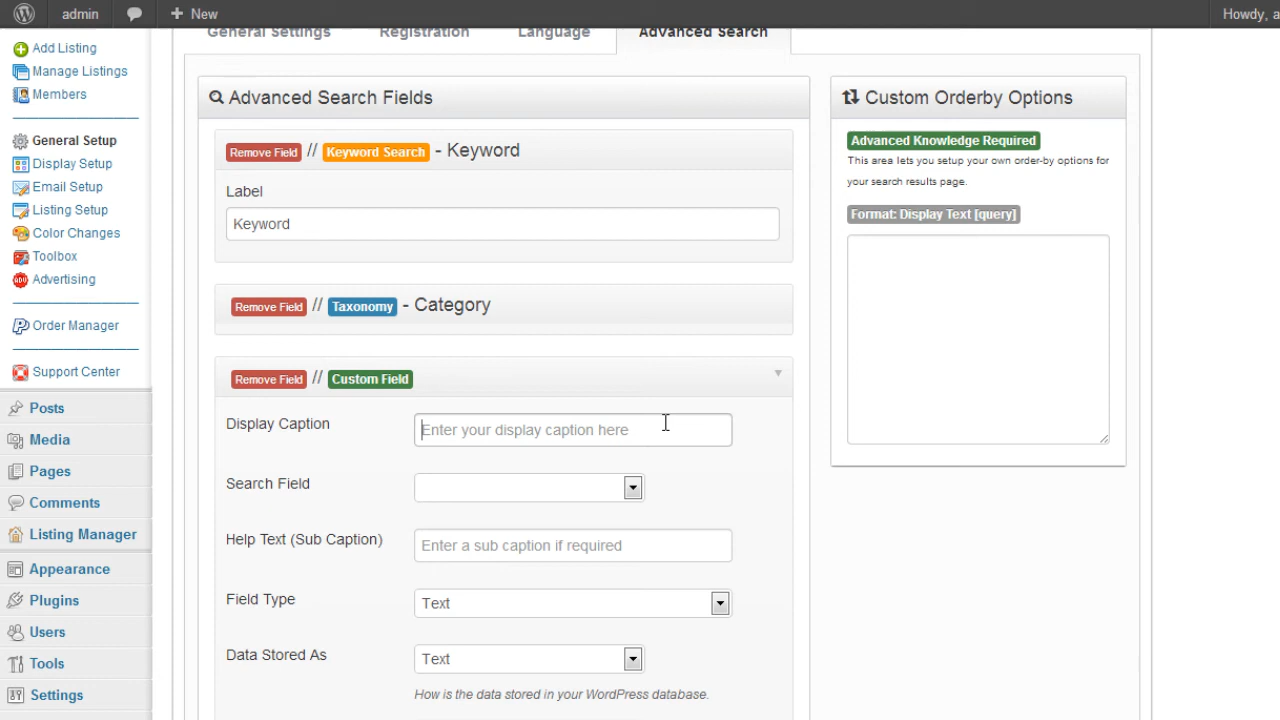 admin
New
Howdy, a
Add Listing
Manage Listings
Members
General Setup
Display Setup
Email Setup
Listing Setup
Color Changes
Toolbox
Advertising
Order Manager
Support Center
Posts
Media
Pages
Comments
Listing Manager
Appearance
Plugins
Users
Tools
Settings
General Settings
Registration
Language
Advanced Search
Advanced Search Fields
Remove Field // Keyword Search - Keyword
Label
Keyword
Remove Field // Taxonomy - Category
Remove Field // Custom Field
Display Caption
Enter your display caption here
Search Field
Help Text (Sub Caption)
Enter a sub caption if required
Field Type
Text
Data Stored As
Text
How is the data stored in your WordPress database.
Custom Orderby Options
Advanced Knowledge Required
This area lets you setup your own order-by options for
your search results page.
Format: Display Text [query]